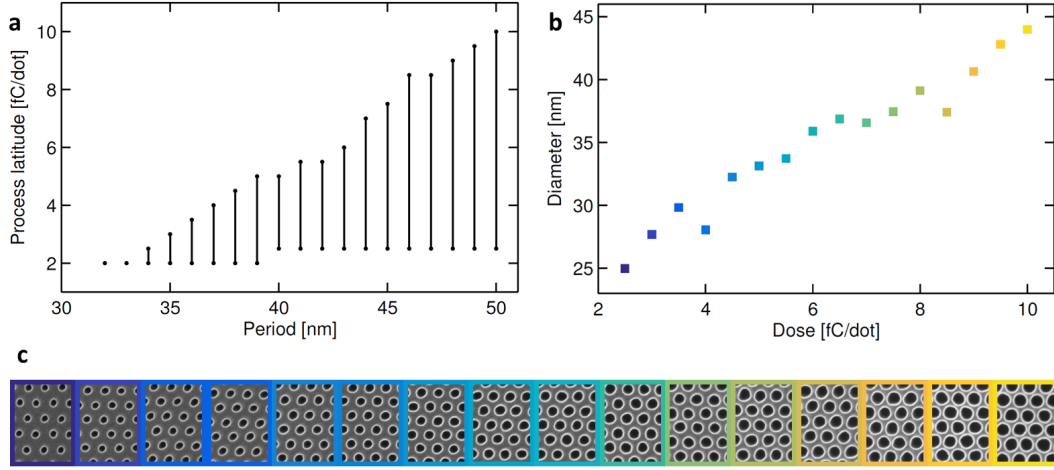 a
Process latitude [fC/dot]
10
8
6
4
2
30
35
40
45
50
Period [nm]
b
Diameter [nm]
45
40
35
30
25
2
4
6
8
10
Dose [fC/dot]
c